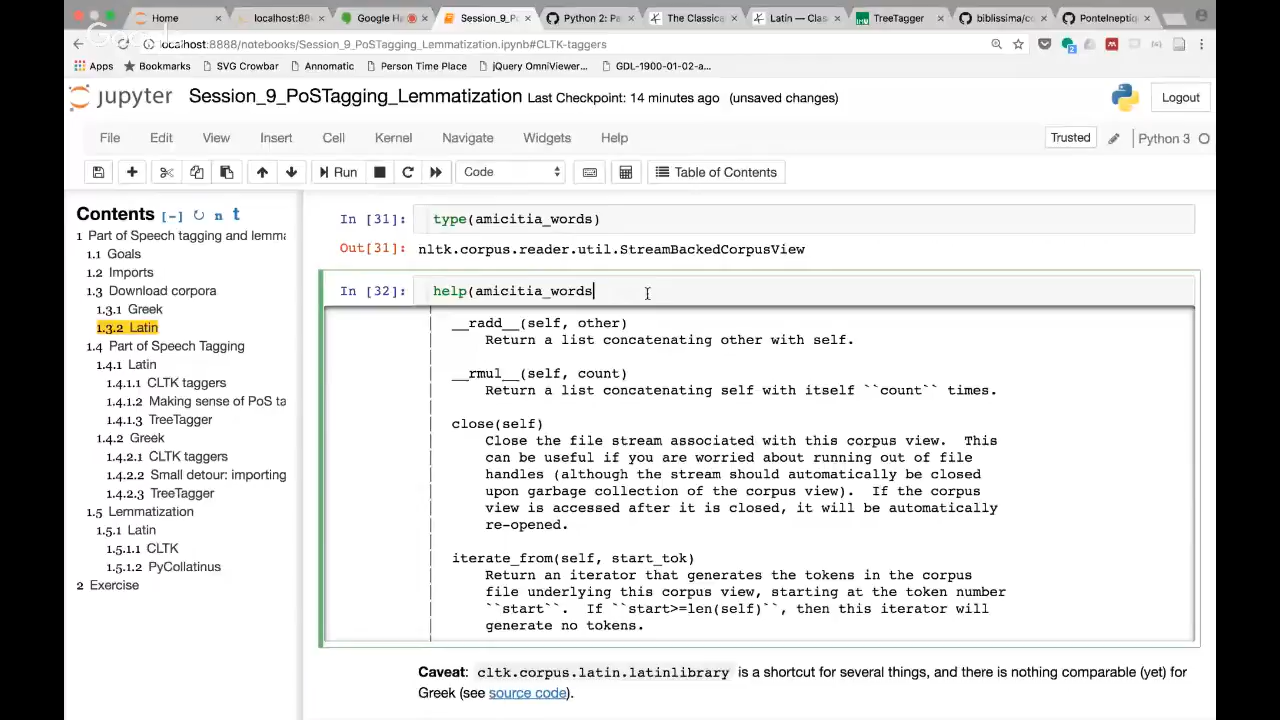 Home
localhost:88
Google Ha
Session_9_P
Python 2: Pa
The Classica
Latin — Clas
TreeTagger
biblissima/co
PonteIneptiq
localhost:8888/notebooks/Session_9_PoSTagging_Lemmatization.ipynb#CLTK-taggers
Apps Bookmarks SVG Crowbar Annomatic Person Time Place jQuery OmniViewer... GDL-1900-01-02-a...
jupyter Session_9_PoSTagging_Lemmatization Last Checkpoint: 14 minutes ago (unsaved changes) Logout
File Edit View Insert Cell Kernel Navigate Widgets Help Trusted Python 3
Run Code Table of Contents
Contents [-] n t
1 Part of Speech tagging and lemma
1.1 Goals
1.2 Imports
1.3 Download corpora
1.3.1 Greek
1.3.2 Latin
1.4 Part of Speech Tagging
1.4.1 Latin
1.4.1.1 CLTK taggers
1.4.1.2 Making sense of PoS ta
1.4.1.3 TreeTagger
1.4.2 Greek
1.4.2.1 CLTK taggers
1.4.2.2 Small detour: importing
1.4.2.3 TreeTagger
1.5 Lemmatization
1.5.1 Latin
1.5.1.1 CLTK
1.5.1.2 PyCollatinus
2 Exercise
In [31]: type(amicitia_words)
Out[31]: nltk.corpus.reader.util.StreamBackedCorpusView
In [32]: help(amicitia_words
__radd__(self, other)
Return a list concatenating other with self.
__rmul__(self, count)
Return a list concatenating self with itself ``count`` times.
close(self)
Close the file stream associated with this corpus view. This
can be useful if you are worried about running out of file
handles (although the stream should automatically be closed
upon garbage collection of the corpus view). If the corpus
view is accessed after it is closed, it will be automatically
re-opened.
iterate_from(self, start_tok)
Return an iterator that generates the tokens in the corpus
file underlying this corpus view, starting at the token number
``start``. If ``start>=len(self)``, then this iterator will
generate no tokens.
Caveat: cltk.corpus.latin.latinlibrary is a shortcut for several things, and there is nothing comparable (yet) for
Greek (see source code).